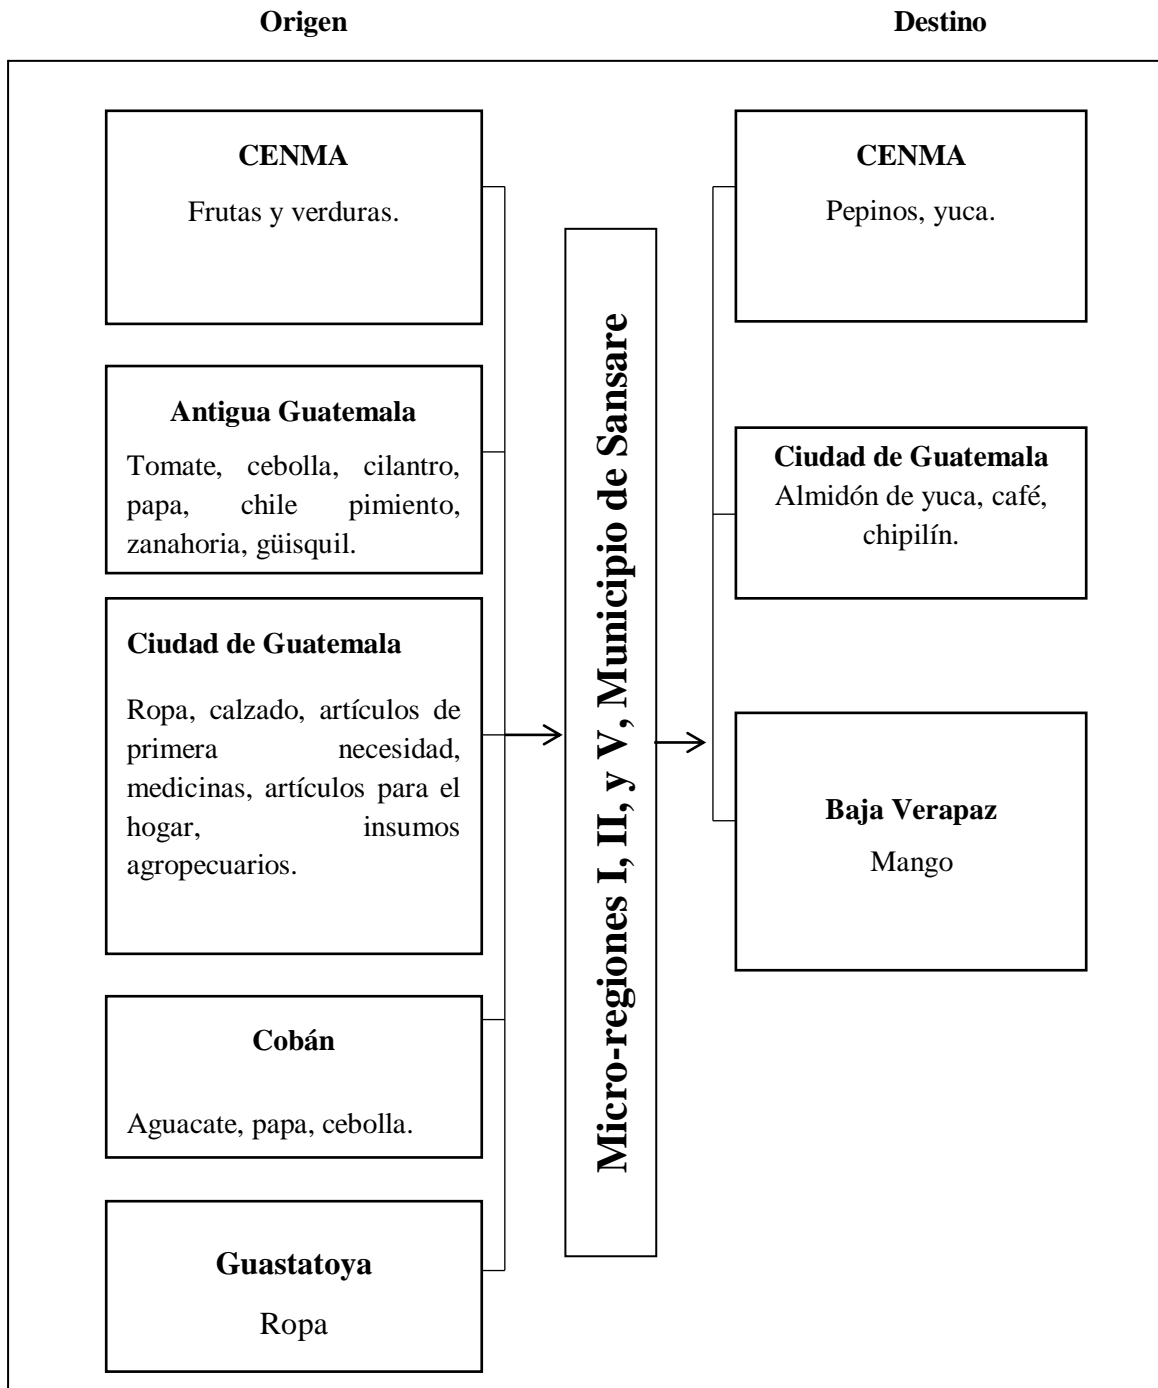 Origen
Destino
CENMA
Frutas y verduras.
Antigua Guatemala
Tomate, cebolla, cilantro,
papa, chile pimiento,
zanahoria, güisquil.
Ciudad de Guatemala
Ropa, calzado, artículos de
primera necesidad,
medicinas, artículos para el
hogar, insumos
agropecuarios.
Cobán
Aguacate, papa, cebolla.
Guastatoya
Ropa
Micro-regiones I, II, y V, Municipio de Sansare
CENMA
Pepinos, yuca.
Ciudad de Guatemala
Almidón de yuca, café,
chipilín.
Baja Verapaz
Mango